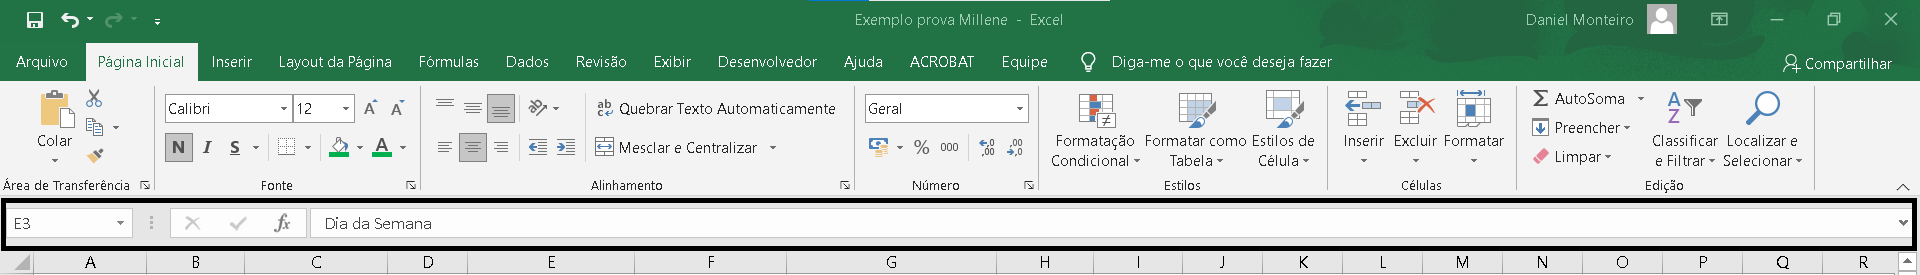 Exemplo prova Millene - Excel
Daniel Monteiro
Arquivo Página Inicial Inserir Layout da Página Fórmulas Dados Revisão Exibir Desenvolvedor Ajuda ACROBAT Equipe Diga-me o que você deseja fazer Compartilhar
Colar
Área de Transferência
Calibri 12
N I S A
Fonte
ab Quebrar Texto Automaticamente
Mesclar e Centralizar
Alinhamento
Geral
% 000 ,00 ,00
Número
Formatação Condicional
Formatar como Tabela
Estilos de Célula
Estilos
Inserir Excluir Formatar
Células
Σ AutoSoma
Preencher
Limpar
Classificar e Filtrar
Localizar e Selecionar
Edição
E3 fx Dia da Semana
A B C D E F G H I J K L M N O P Q R